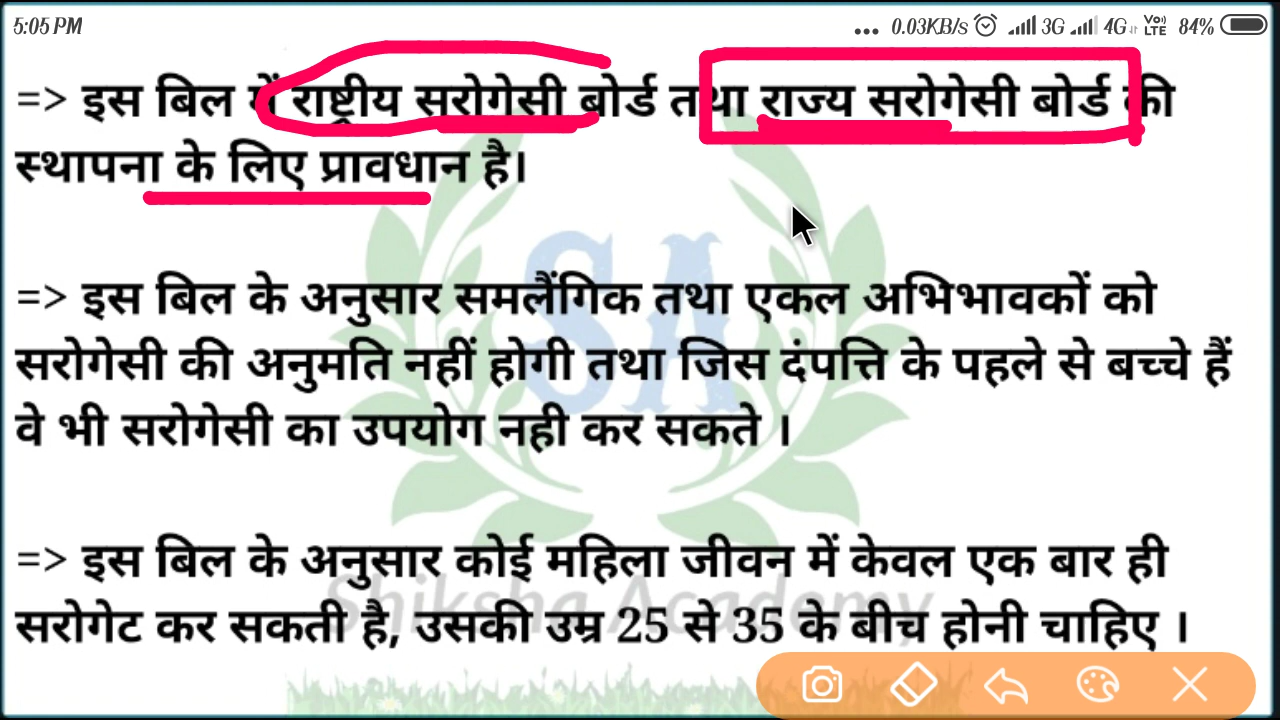 5:05 PM ... 0.03KB/s 3G 4G VoLTE 84%
=> इस बिल में राष्ट्रीय सरोगेसी बोर्ड तथा राज्य सरोगेसी बोर्ड की
स्थापना के लिए प्रावधान है।
=> इस बिल के अनुसार समलैंगिक तथा एकल अभिभावकों को
सरोगेसी की अनुमति नहीं होगी तथा जिस दंपत्ति के पहले से बच्चे हैं
वे भी सरोगेसी का उपयोग नही कर सकते ।
=> इस बिल के अनुसार कोई महिला जीवन में केवल एक बार ही
सरोगेट कर सकती है, उसकी उम्र 25 से 35 के बीच होनी चाहिए ।
SA
Shiksha Academy